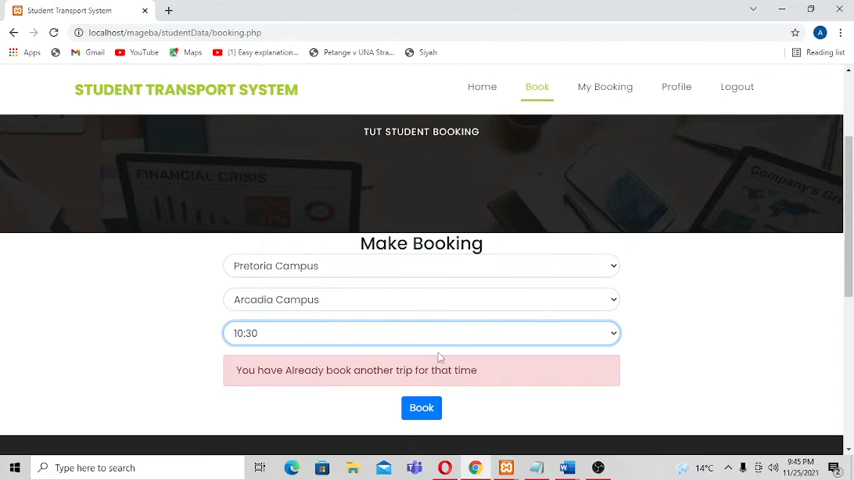 Student Transport System
localhost/mageba/studentData/booking.php
Apps
Gmail
YouTube
Maps
(1) Easy explanation...
Petange v UNA Stra...
Siyah
Reading list
A
STUDENT TRANSPORT SYSTEM
Home
Book
My Booking
Profile
Logout
TUT STUDENT BOOKING
FINANCIAL CRISIS
Company's Gro
Make Booking
Pretoria Campus
Arcadia Campus
10:30
You have Already book another trip for that time
Book
Type here to search
14°C
9:45 PM
11/25/2021
2